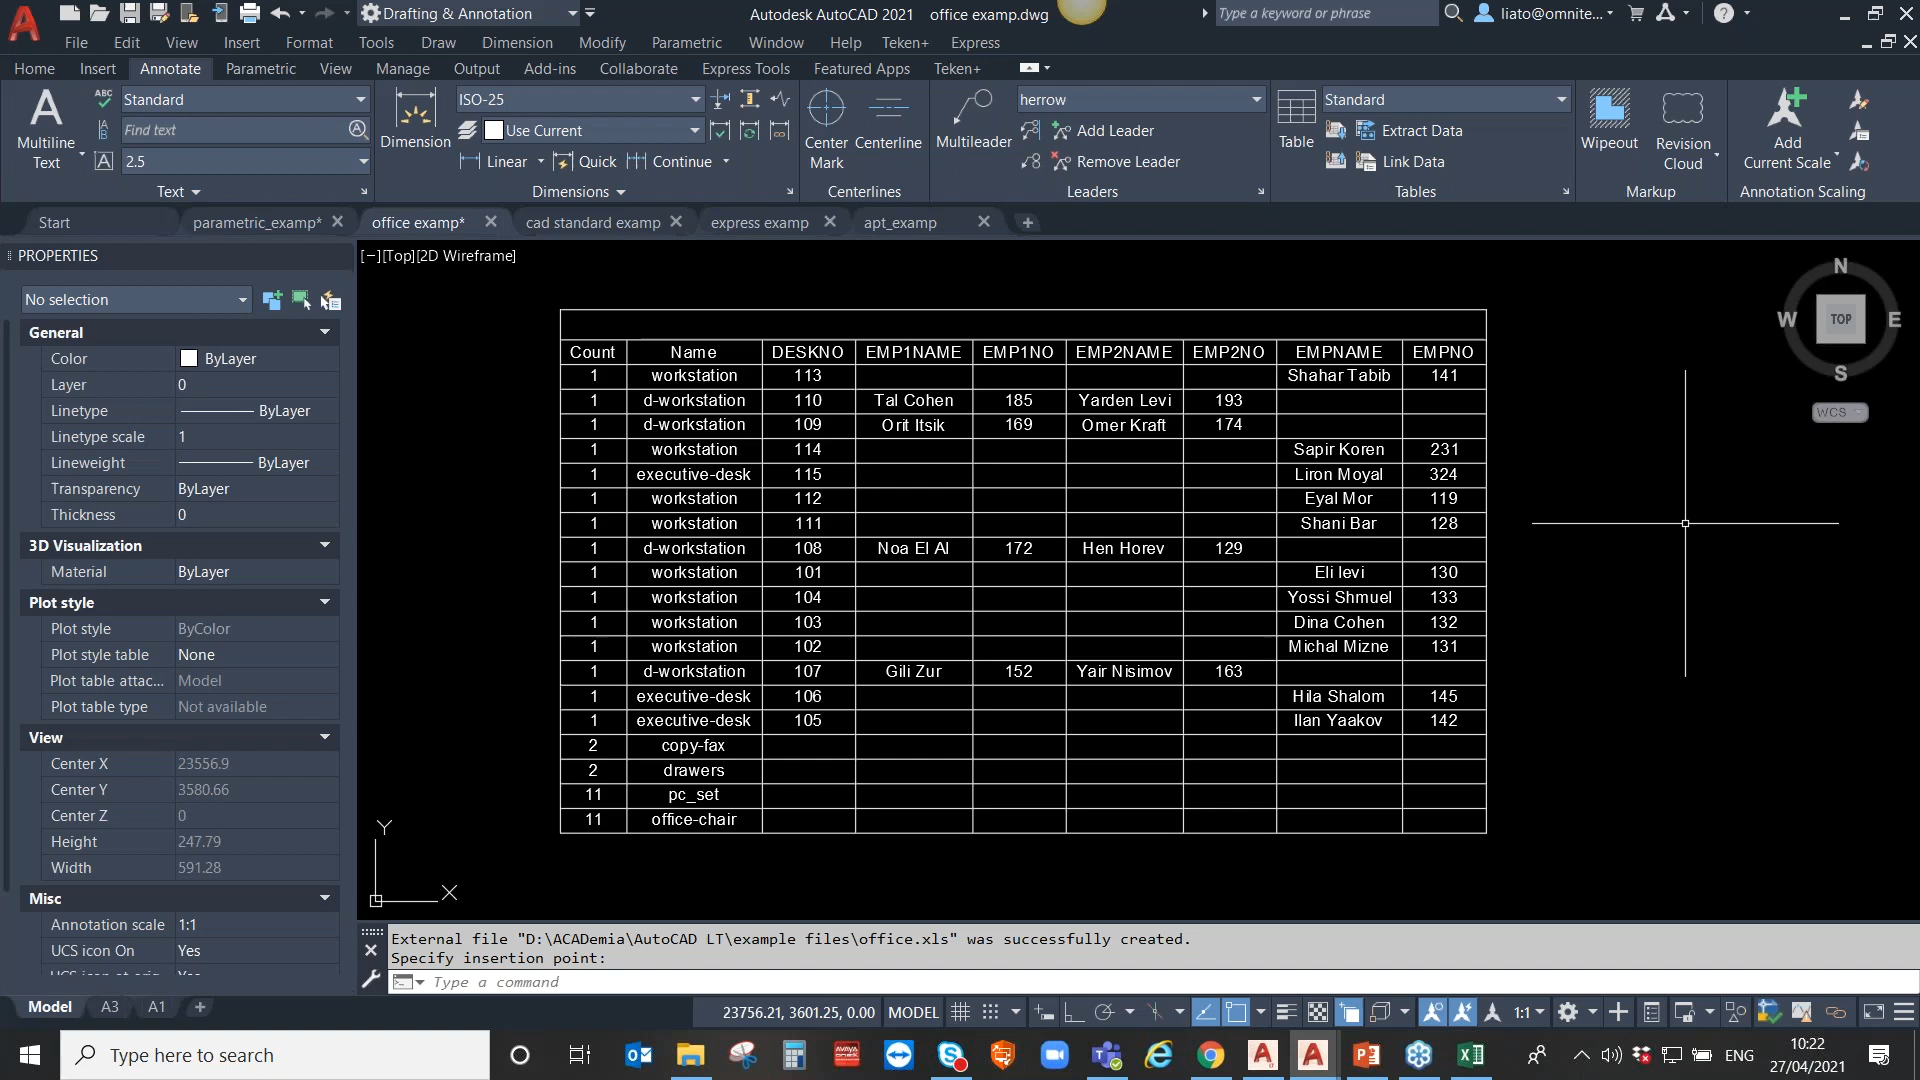 Drafting & Annotation
Autodesk AutoCAD 2021 office examp.dwg
Type a keyword or phrase
liato@omnite...
File Edit View Insert Format Tools Draw Dimension Modify Parametric Window Help Teken+ Express
Home Insert Annotate Parametric View Manage Output Add-ins Collaborate Express Tools Featured Apps Teken+
Multiline Text
ABC
Standard
Find text
2.5
Text
Dimension
ISO-25
Use Current
Linear Quick Continue
Dimensions
Center Mark
Centerline
Centerlines
Multileader
herrow
Add Leader
Remove Leader
Leaders
Table
Standard
Extract Data
Link Data
Tables
Wipeout
Revision Cloud
Markup
Add Current Scale
Annotation Scaling
Start parametric_examp* office examp* cad standard examp express examp apt_examp
PROPERTIES
No selection
General
Color ByLayer
Layer 0
Linetype ByLayer
Linetype scale 1
Lineweight ByLayer
Transparency ByLayer
Thickness 0
3D Visualization
Material ByLayer
Plot style
Plot style ByColor
Plot style table None
Plot table attac... Model
Plot table type Not available
View
Center X 23556.9
Center Y 3580.66
Center Z 0
Height 247.79
Width 591.28
Misc
Annotation scale 1:1
UCS icon On Yes
[−][Top][2D Wireframe]
Count Name DESKNO EMP1NAME EMP1NO EMP2NAME EMP2NO EMPNAME EMPNO
1 workstation 113 Shahar Tabib 141
1 d-workstation 110 Tal Cohen 185 Yarden Levi 193
1 d-workstation 109 Orit Itsik 169 Omer Kraft 174
1 workstation 114 Sapir Koren 231
1 executive-desk 115 Liron Moyal 324
1 workstation 112 Eyal Mor 119
1 workstation 111 Shani Bar 128
1 d-workstation 108 Noa El Al 172 Hen Horev 129
1 workstation 101 Eli levi 130
1 workstation 104 Yossi Shmuel 133
1 workstation 103 Dina Cohen 132
1 workstation 102 Michal Mizne 131
1 d-workstation 107 Gili Zur 152 Yair Nisimov 163
1 executive-desk 106 Hila Shalom 145
1 executive-desk 105 Ilan Yaakov 142
2 copy-fax
2 drawers
11 pc_set
11 office-chair
N
W TOP E
S
WCS
Y
X
External file "D:\ACADemia\AutoCAD LT\example files\office.xls" was successfully created.
Specify insertion point:
Type a command
Model A3 A1
23756.21, 3601.25, 0.00 MODEL
1:1
Type here to search
ENG
10:22
27/04/2021